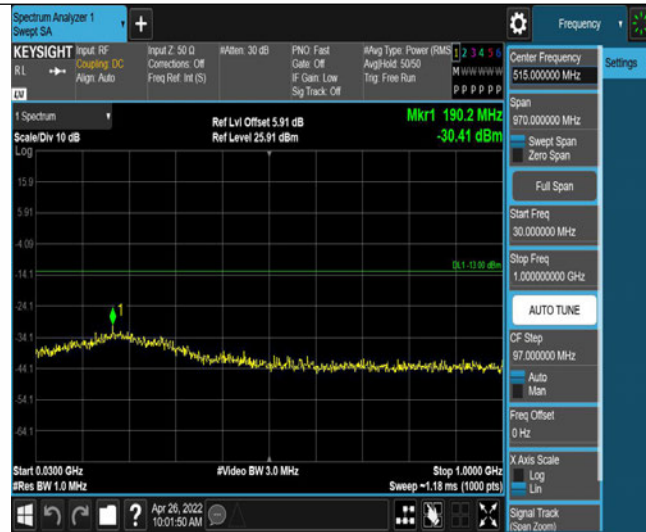 Spectrum Analyzer 1
Swept SA
Frequency
KEYSIGHT
R L
Input: RF
Coupling: DC
Align: Auto
Input Z: 50 Ω
Corrections: Off
Freq Ref: Int (S)
#Atten: 30 dB
PNO: Fast
Gate: Off
IF Gain: Low
Sig Track: Off
#Avg Type: Power (RMS
Avg|Hold: 50/50
Trig: Free Run
1 2 3 4 5 6
M W W W W W
P P P P P P
LXI
Center Frequency
515.000000 MHz
Settings
Span
970.000000 MHz
Swept Span
Zero Span
Full Span
Start Freq
30.000000 MHz
Stop Freq
1.000000000 GHz
AUTO TUNE
CF Step
97.000000 MHz
Auto
Man
Freq Offset
0 Hz
X Axis Scale
Log
Lin
Signal Track
(Span Zoom)
1 Spectrum
Scale/Div 10 dB
Ref Lvl Offset 5.91 dB
Ref Level 25.91 dBm
Mkr1 190.2 MHz
-30.41 dBm
Log
15.9
5.91
-4.09
DL1 -13.00 dBm
-14.1
-24.1
1
-34.1
-44.1
-54.1
-64.1
Start 0.0300 GHz
#Video BW 3.0 MHz
Stop 1.0000 GHz
#Res BW 1.0 MHz
Sweep ~1.18 ms (1000 pts)
Apr 26, 2022
10:01:50 AM